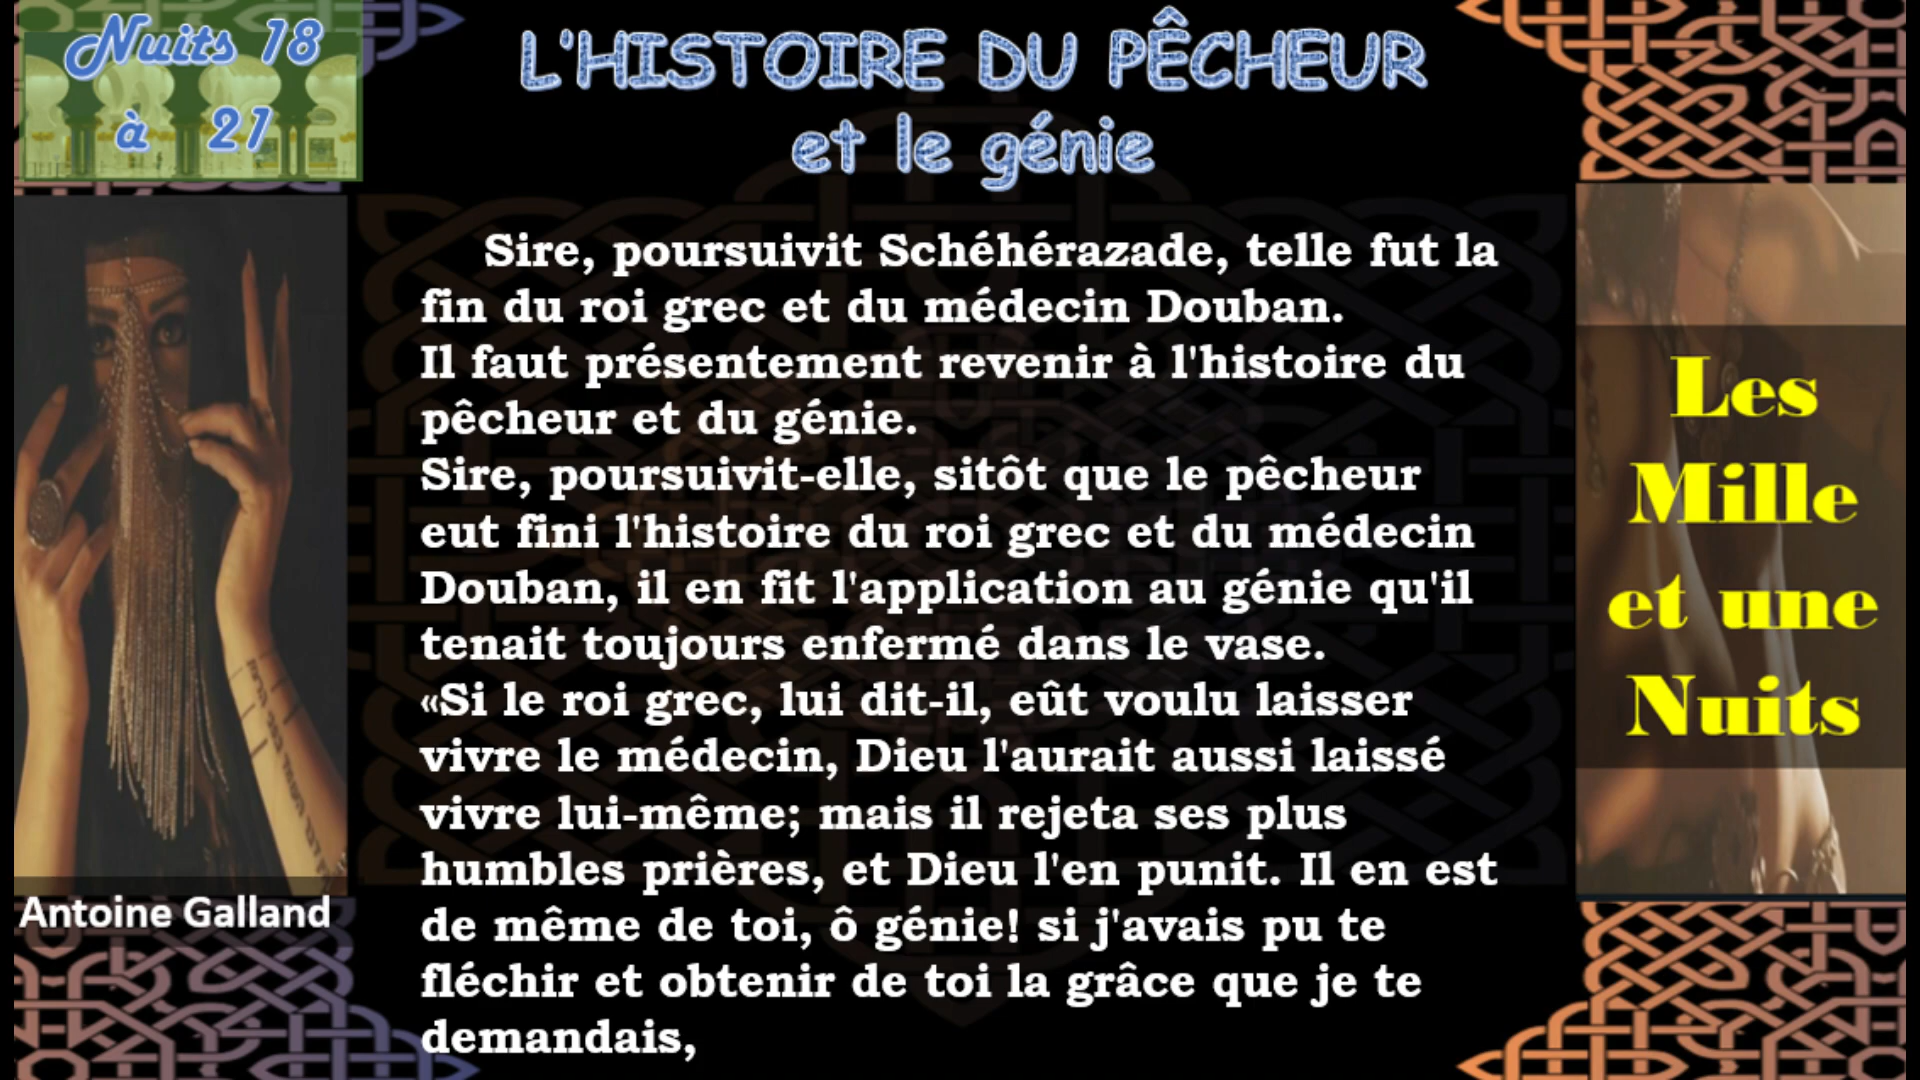 Nuits 18
à 21
L'HISTOIRE DU PÊCHEUR
et le génie
Sire, poursuivit Schéhérazade, telle fut la
fin du roi grec et du médecin Douban.
Il faut présentement revenir à l'histoire du
pêcheur et du génie.
Sire, poursuivit-elle, sitôt que le pêcheur
eut fini l'histoire du roi grec et du médecin
Douban, il en fit l'application au génie qu'il
tenait toujours enfermé dans le vase.
«Si le roi grec, lui dit-il, eût voulu laisser
vivre le médecin, Dieu l'aurait aussi laissé
vivre lui-même; mais il rejeta ses plus
humbles prières, et Dieu l'en punit. Il en est
de même de toi, ô génie! si j'avais pu te
fléchir et obtenir de toi la grâce que je te
demandais,
Antoine Galland
Les
Mille
et une
Nuits